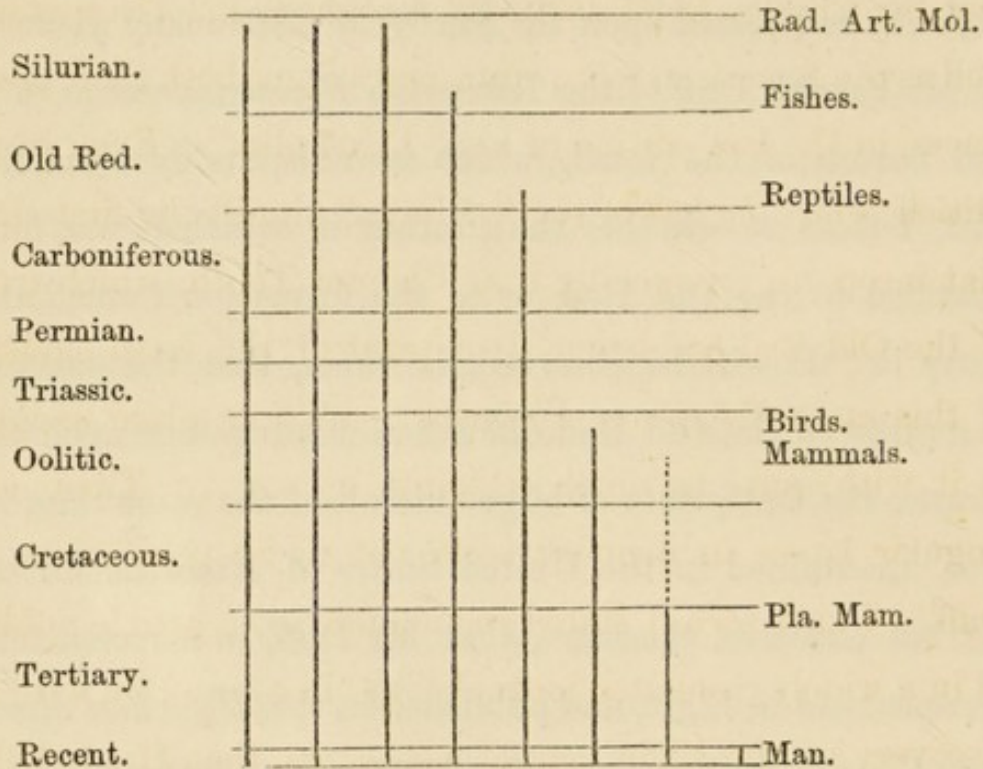 Rad. Art. Mol.
Silurian.
Fishes.
Old Red.
Reptiles.
Carboniferous.
Permian.
Triassic.
Birds.
Oolitic.
Mammals.
Cretaceous.
Pla. Mam.
Tertiary.
Recent.
Man.